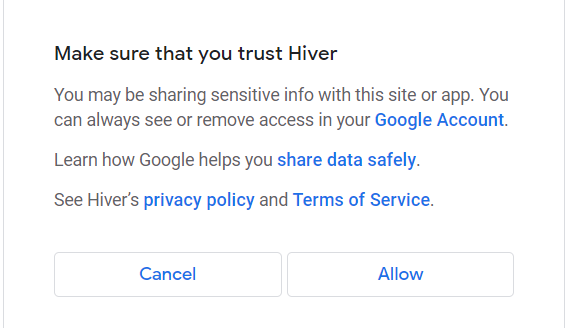 Make sure that you trust Hiver
You may be sharing sensitive info with this site or app. You
can always see or remove access in your Google Account.
Learn how Google helps you share data safely.
See Hiver’s privacy policy and Terms of Service.
Cancel
Allow